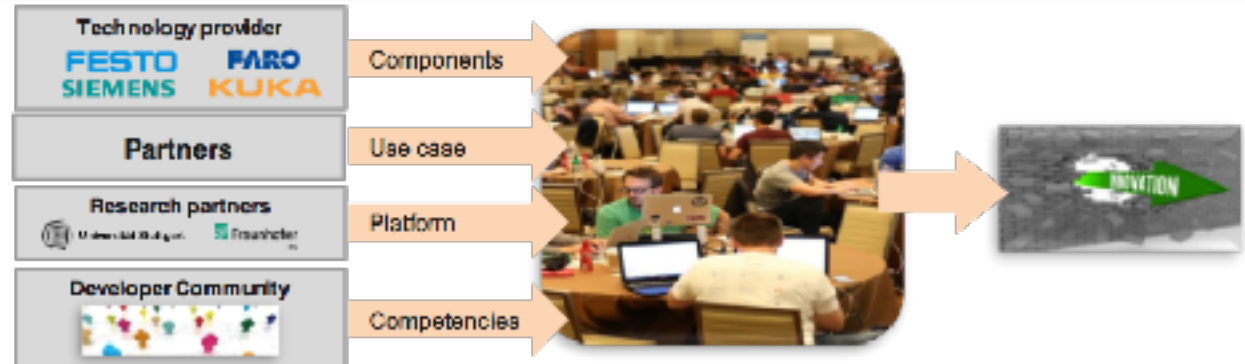 Technology provider
FESTO FARO
SIEMENS KUKA
Components
Partners
Use case
Research partners
Fraunhofer
Platform
Developer Community
Competencies
INNOVATION